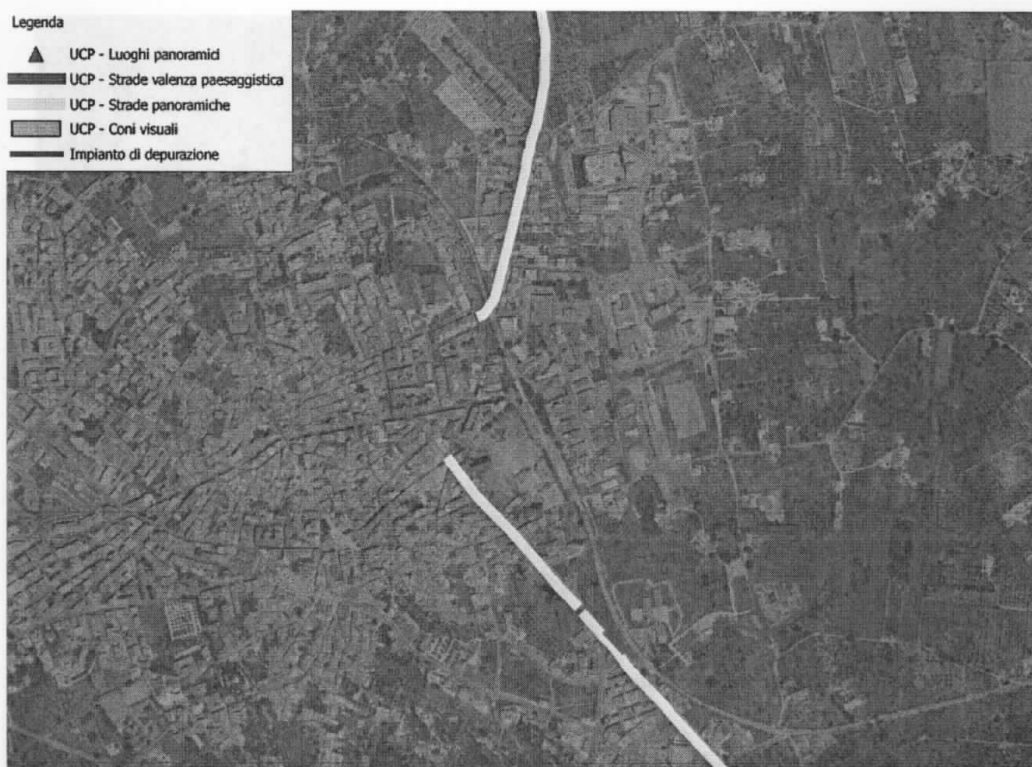 Legenda
UCP - Luoghi panoramici
UCP - Strade valenza paesaggistica
UCP - Strade panoramiche
UCP - Coni visuali
Impianto di depurazione